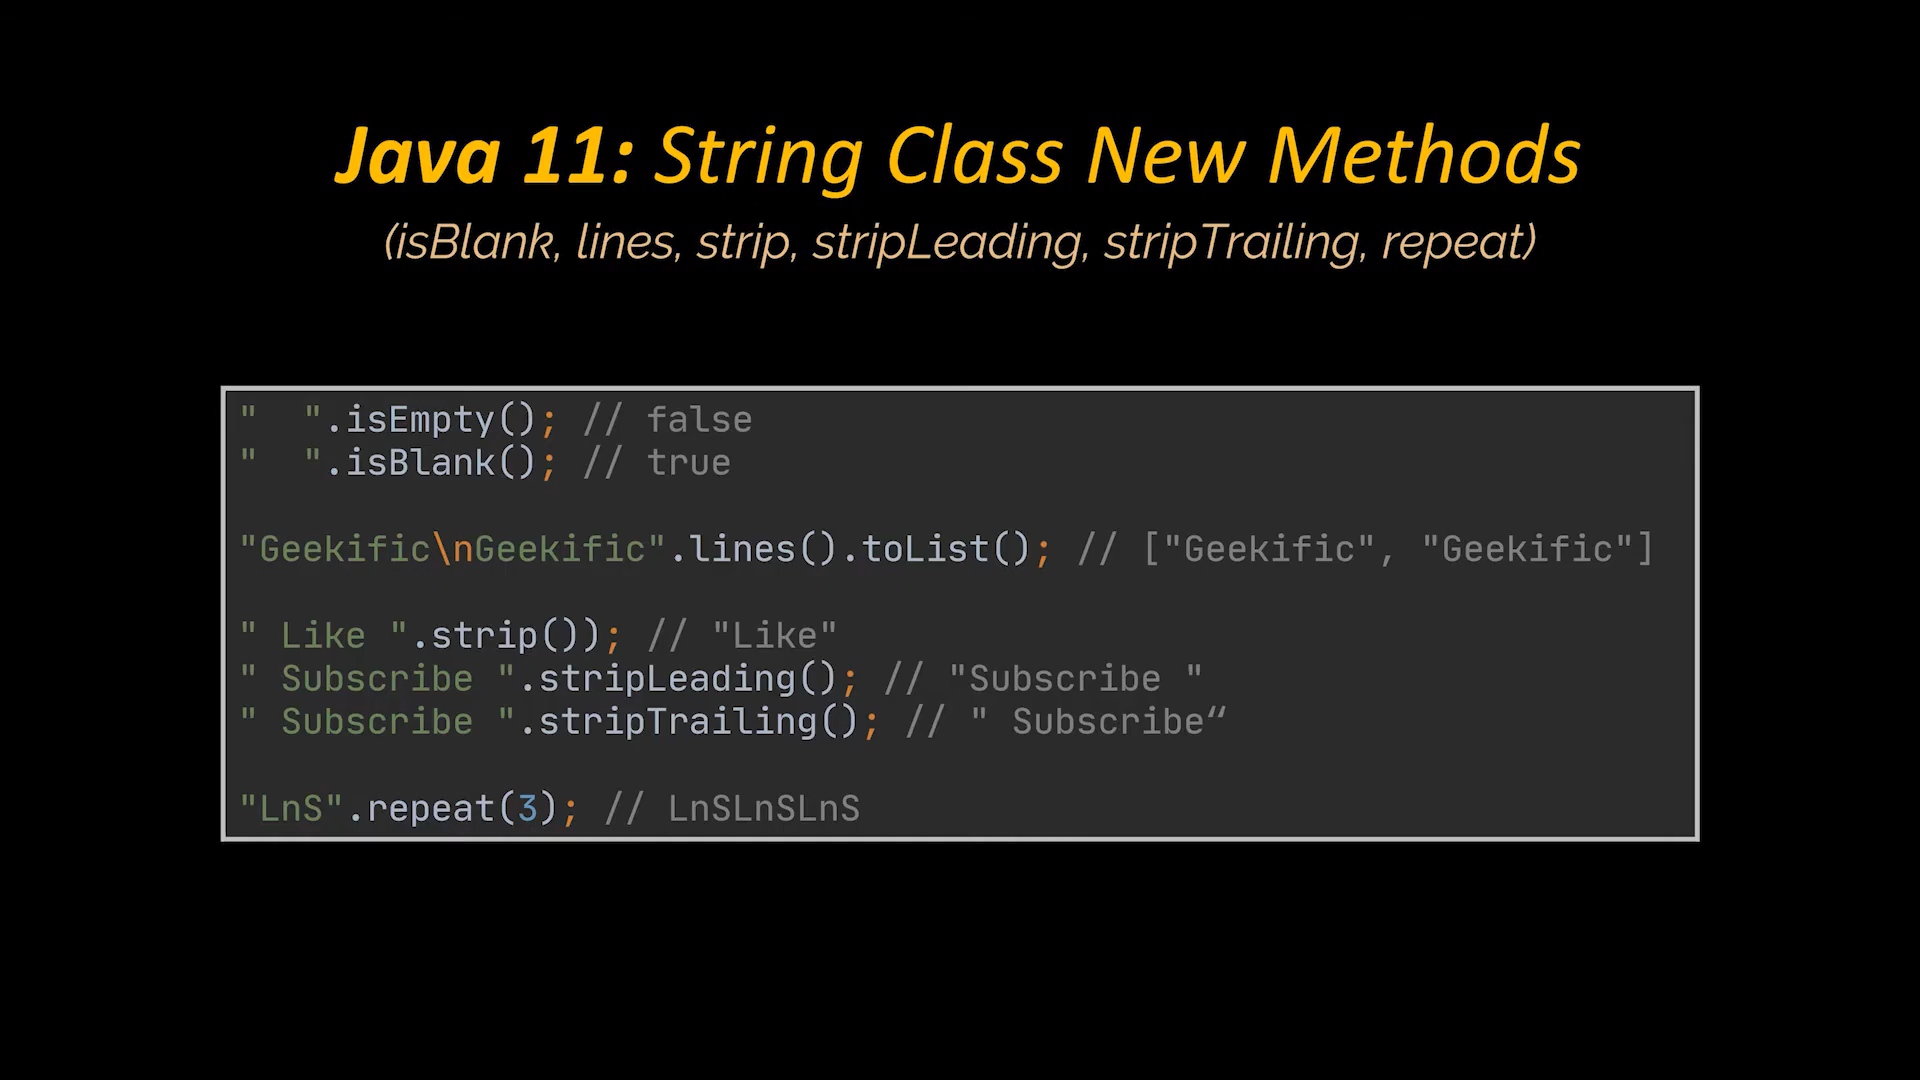 Java 11: String Class New Methods
(isBlank, lines, strip, stripLeading, stripTrailing, repeat)
"  ".isEmpty(); // false
"  ".isBlank(); // true
"Geekific\nGeekific".lines().toList(); // ["Geekific", "Geekific"]
" Like ".strip()); // "Like"
" Subscribe ".stripLeading(); // "Subscribe "
" Subscribe ".stripTrailing(); // " Subscribe“
"LnS".repeat(3); // LnSLnSLnS